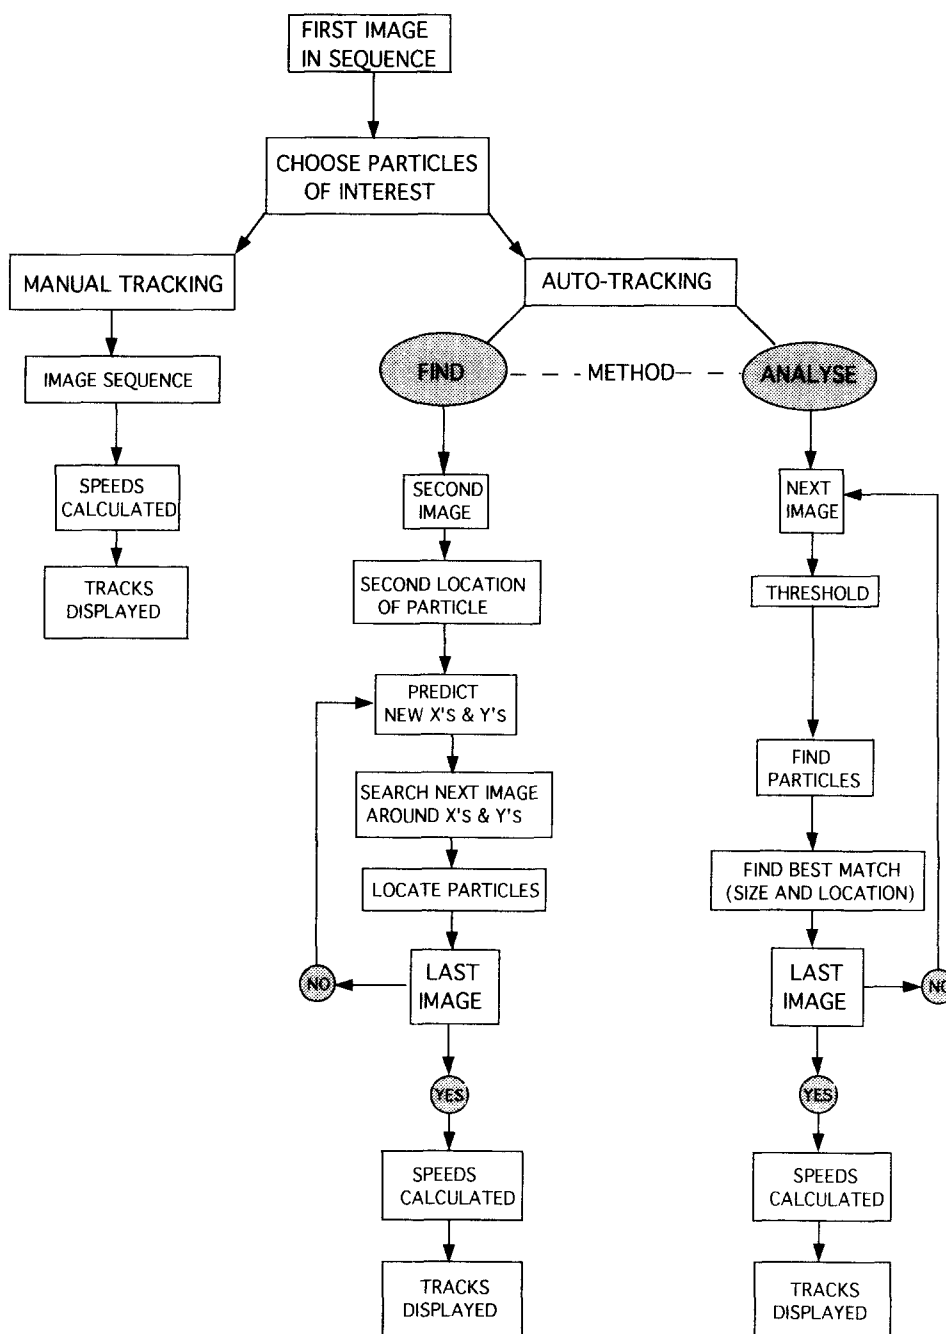 FIRST IMAGE
IN SEQUENCE
CHOOSE PARTICLES
OF INTEREST
MANUAL TRACKING
IMAGE SEQUENCE
SPEEDS
CALCULATED
TRACKS
DISPLAYED
AUTO-TRACKING
FIND
METHOD
ANALYSE
SECOND
IMAGE
SECOND LOCATION
OF PARTICLE
PREDICT
NEW X'S & Y'S
SEARCH NEXT IMAGE
AROUND X'S & Y'S
LOCATE PARTICLES
LAST
IMAGE
NO
YES
SPEEDS
CALCULATED
TRACKS
DISPLAYED
NEXT
IMAGE
THRESHOLD
FIND
PARTICLES
FIND BEST MATCH
(SIZE AND LOCATION)
LAST
IMAGE
NO
YES
SPEEDS
CALCULATED
TRACKS
DISPLAYED